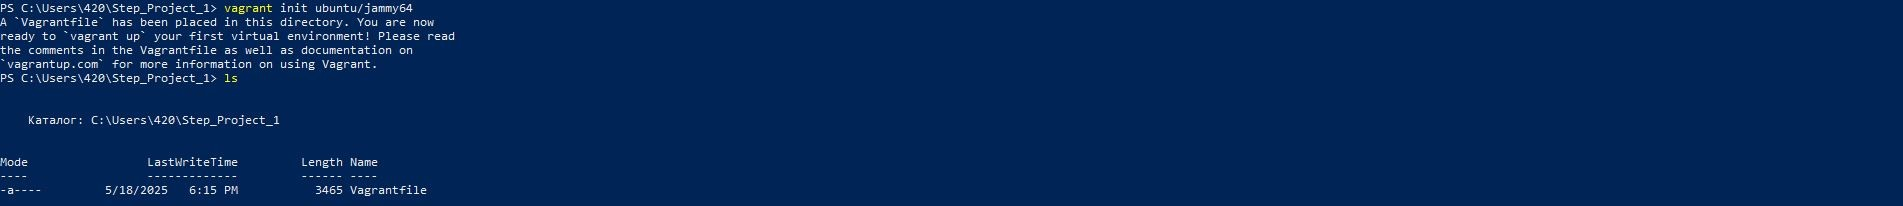 PS C:\Users\420\Step_Project_1> vagrant init ubuntu/jammy64
A `Vagrantfile` has been placed in this directory. You are now
ready to `vagrant up` your first virtual environment! Please read
the comments in the Vagrantfile as well as documentation on
`vagrantup.com` for more information on using Vagrant.
PS C:\Users\420\Step_Project_1> ls
Каталог: C:\Users\420\Step_Project_1
Mode                 LastWriteTime         Length Name
----                 -------------         ------ ----
-a----         5/18/2025   6:15 PM           3465 Vagrantfile